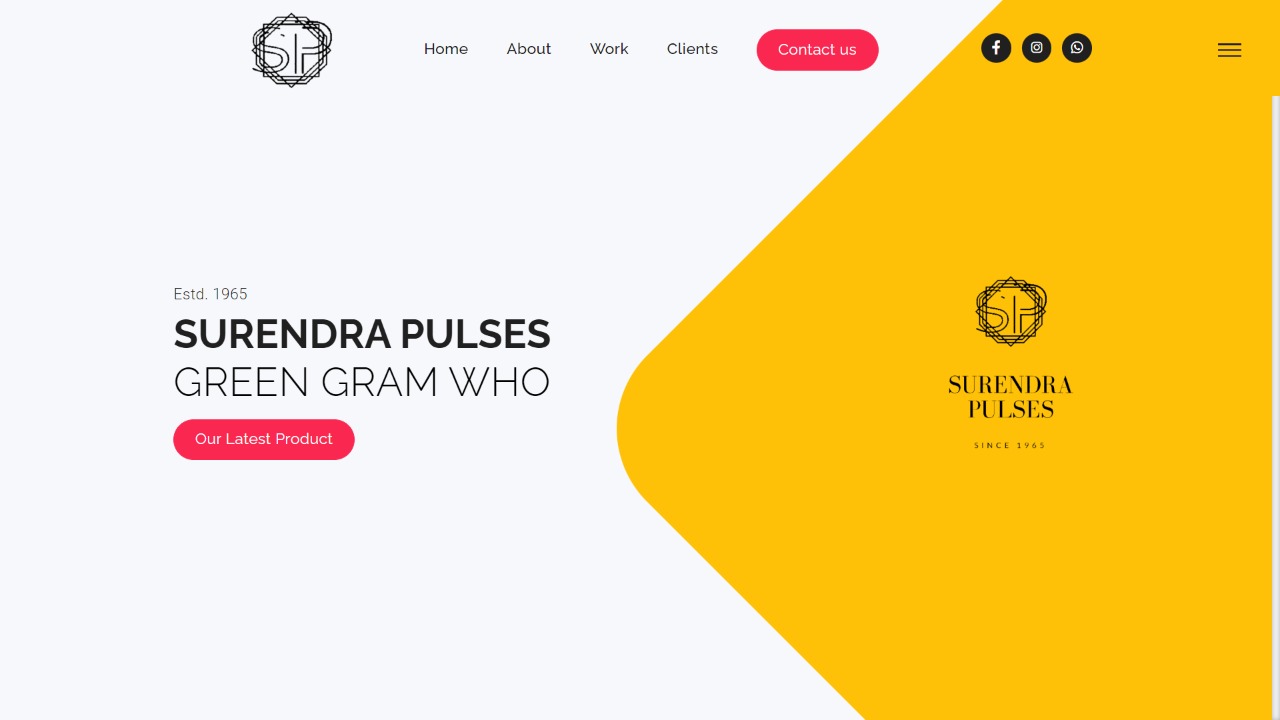 SP
Home
About
Work
Clients
Contact us
Estd. 1965
SURENDRA PULSES
GREEN GRAM WHO
Our Latest Product
SP
SURENDRA
PULSES
SINCE 1965